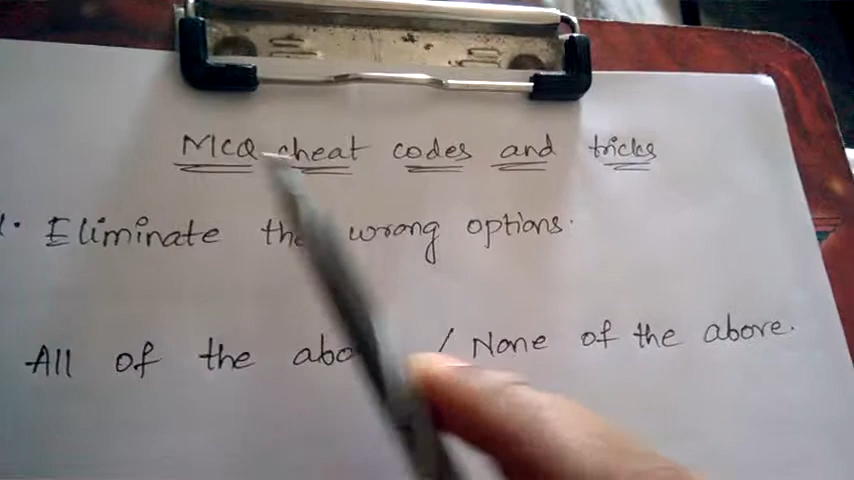 MCQ cheat codes and tricks
1. Eliminate the wrong options.
All of the abo / None of the above.